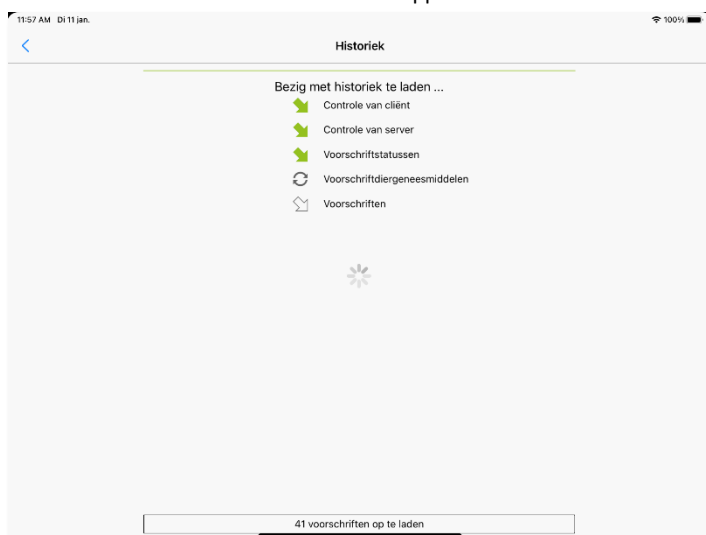 11:57 AM Di 11 jan.
100%
Historiek
Bezig met historiek te laden ...
Controle van cliënt
Controle van server
Voorschriftstatussen
Voorschriftdiergeneesmiddelen
Voorschriften
41 voorschriften op te laden